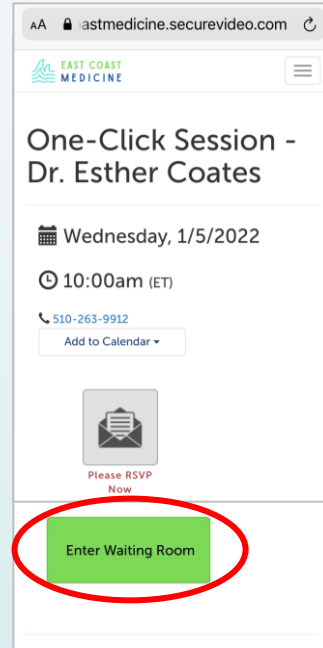 AA astmedicine.securevideo.com
EAST COAST
MEDICINE
One-Click Session -
Dr. Esther Coates
Wednesday, 1/5/2022
10:00am (ET)
510-263-9912
Add to Calendar
Please RSVP
Now
Enter Waiting Room